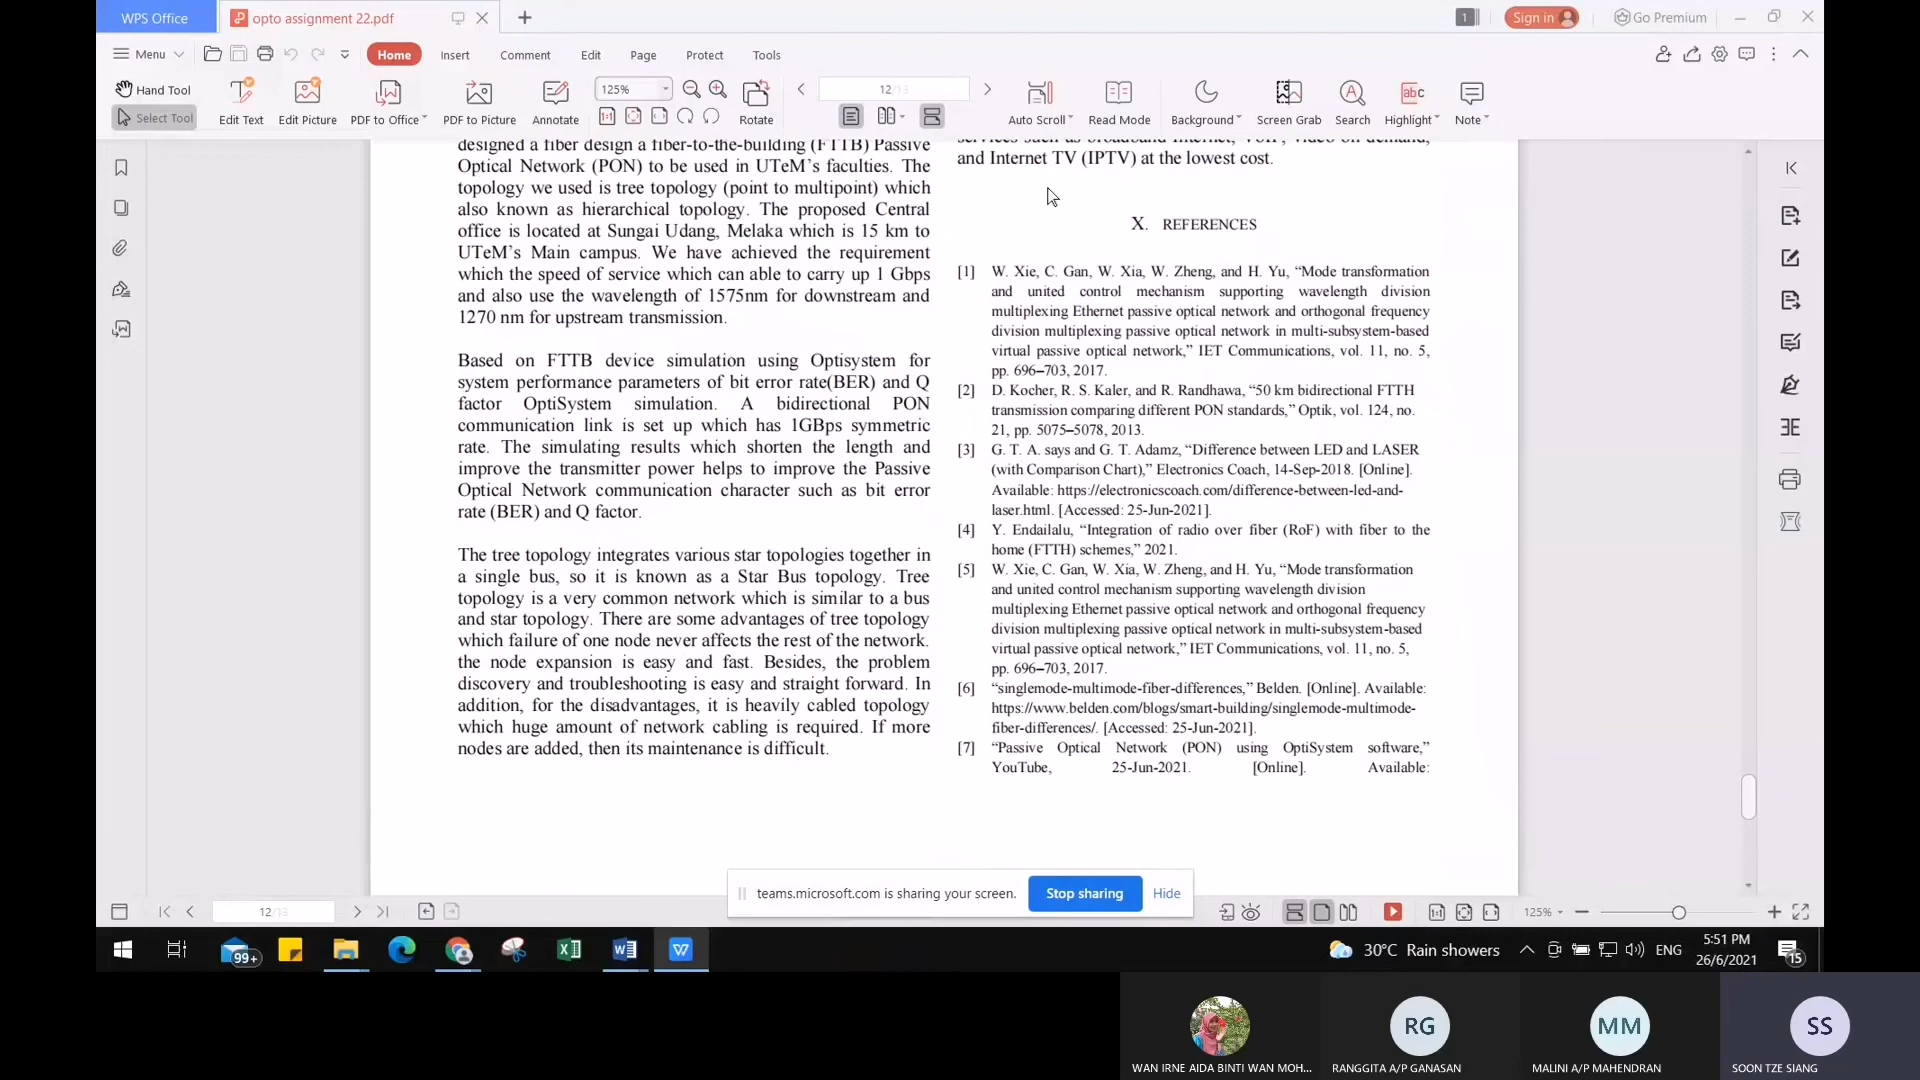 WPS Office
opto assignment 22.pdf
1
Sign in
Go Premium
Menu
Home
Insert
Comment
Edit
Page
Protect
Tools
Hand Tool
Select Tool
Edit Text
Edit Picture
PDF to Office
PDF to Picture
Annotate
125%
Rotate
12/13
Auto Scroll
Read Mode
Background
Screen Grab
Search
Highlight
Note
designed a fiber design a fiber-to-the-building (FTTB) Passive
Optical Network (PON) to be used in UTeM's faculties. The
topology we used is tree topology (point to multipoint) which
also known as hierarchical topology. The proposed Central
office is located at Sungai Udang, Melaka which is 15 km to
UTeM's Main campus. We have achieved the requirement
which the speed of service which can able to carry up 1 Gbps
and also use the wavelength of 1575nm for downstream and
1270 nm for upstream transmission.
Based on FTTB device simulation using Optisystem for
system performance parameters of bit error rate(BER) and Q
factor OptiSystem simulation. A bidirectional PON
communication link is set up which has 1GBps symmetric
rate. The simulating results which shorten the length and
improve the transmitter power helps to improve the Passive
Optical Network communication character such as bit error
rate (BER) and Q factor.
The tree topology integrates various star topologies together in
a single bus, so it is known as a Star Bus topology. Tree
topology is a very common network which is similar to a bus
and star topology. There are some advantages of tree topology
which failure of one node never affects the rest of the network.
the node expansion is easy and fast. Besides, the problem
discovery and troubleshooting is easy and straight forward. In
addition, for the disadvantages, it is heavily cabled topology
which huge amount of network cabling is required. If more
nodes are added, then its maintenance is difficult.
services such as broadband Internet, VoIP, video on demand,
and Internet TV (IPTV) at the lowest cost.
X. REFERENCES
[1] W. Xie, C. Gan, W. Xia, W. Zheng, and H. Yu, “Mode transformation
and united control mechanism supporting wavelength division
multiplexing Ethernet passive optical network and orthogonal frequency
division multiplexing passive optical network in multi-subsystem-based
virtual passive optical network,” IET Communications, vol. 11, no. 5,
pp. 696–703, 2017.
[2] D. Kocher, R. S. Kaler, and R. Randhawa, “50 km bidirectional FTTH
transmission comparing different PON standards,” Optik, vol. 124, no.
21, pp. 5075–5078, 2013.
[3] G. T. A. says and G. T. Adamz, “Difference between LED and LASER
(with Comparison Chart),” Electronics Coach, 14-Sep-2018. [Online].
Available: https://electronicscoach.com/difference-between-led-and-
laser.html. [Accessed: 25-Jun-2021].
[4] Y. Endailalu, “Integration of radio over fiber (RoF) with fiber to the
home (FTTH) schemes,” 2021.
[5] W. Xie, C. Gan, W. Xia, W. Zheng, and H. Yu, “Mode transformation
and united control mechanism supporting wavelength division
multiplexing Ethernet passive optical network and orthogonal frequency
division multiplexing passive optical network in multi-subsystem-based
virtual passive optical network,” IET Communications, vol. 11, no. 5,
pp. 696–703, 2017.
[6] “singlemode-multimode-fiber-differences,” Belden. [Online]. Available:
https://www.belden.com/blogs/smart-building/singlemode-multimode-
fiber-differences/. [Accessed: 25-Jun-2021].
[7] “Passive Optical Network (PON) using OptiSystem software,”
YouTube, 25-Jun-2021. [Online]. Available:
teams.microsoft.com is sharing your screen.
Stop sharing
Hide
12/13
125%
99+
30°C Rain showers
ENG
5:51 PM
26/6/2021
15
RG
MM
SS
WAN IRNE AIDA BINTI WAN MOH...
RANGGITA A/P GANASAN
MALINI A/P MAHENDRAN
SOON TZE SIANG